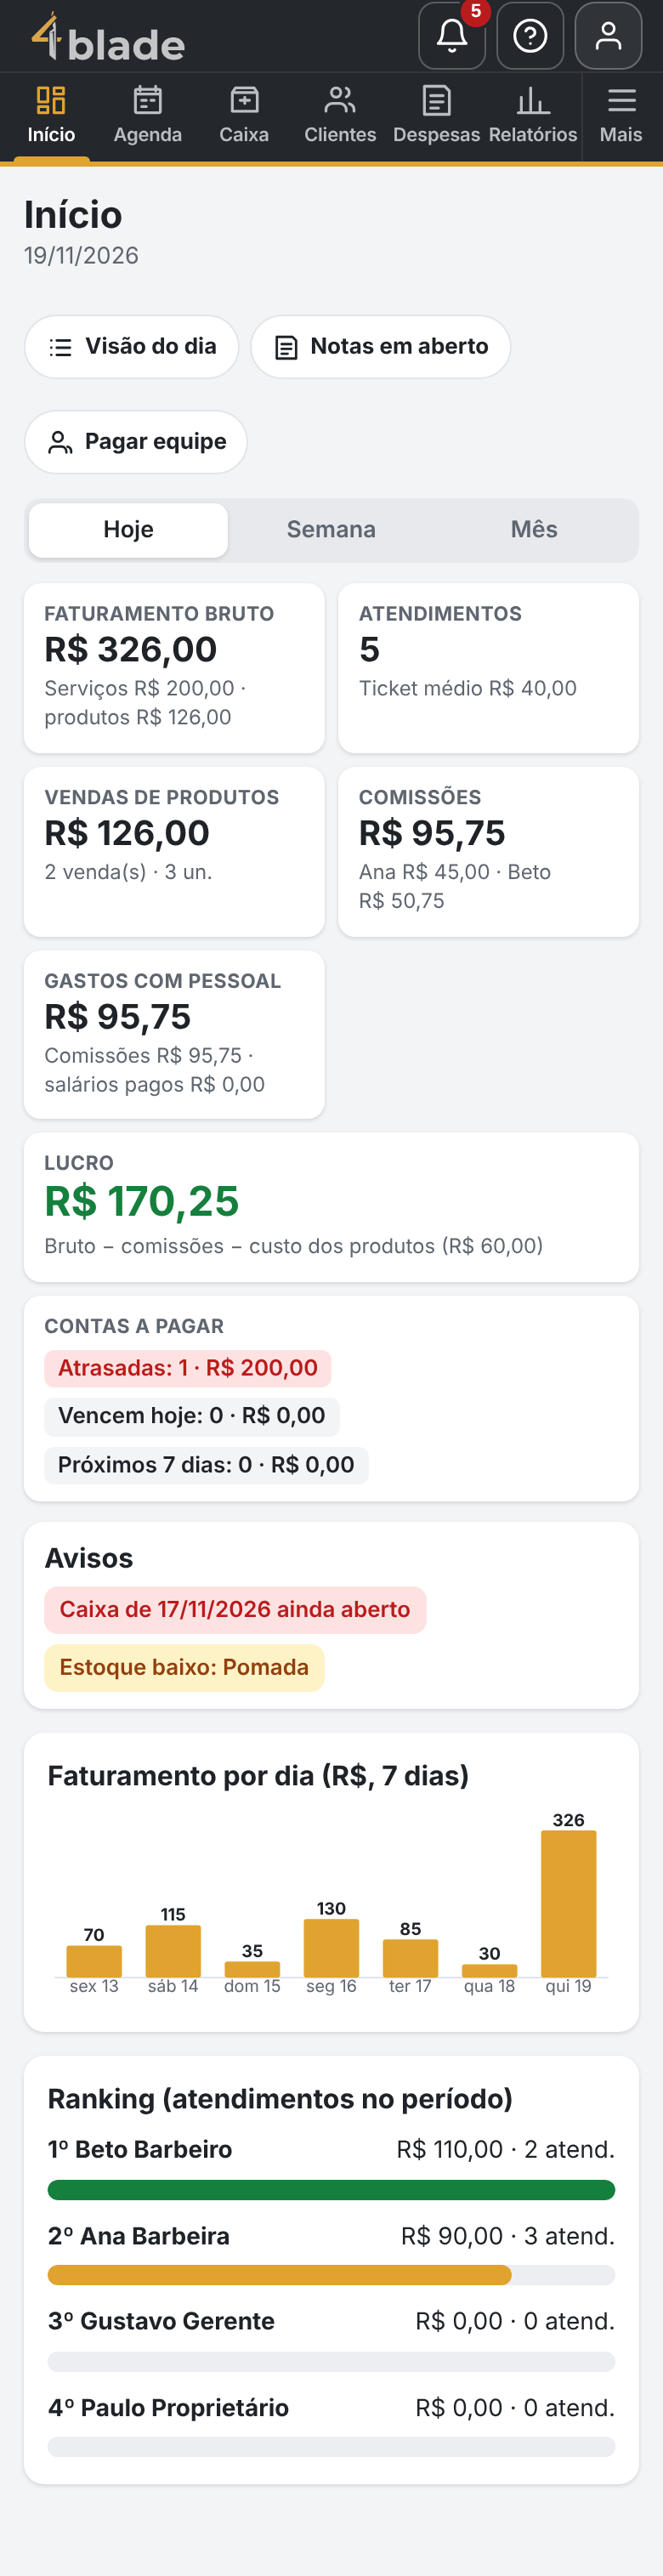 4blade
5
Início
Agenda
Caixa
Clientes
Despesas
Relatórios
Mais
Início
19/11/2026
Visão do dia
Notas em aberto
Pagar equipe
Hoje
Semana
Mês
FATURAMENTO BRUTO
R$ 326,00
Serviços R$ 200,00 ·
produtos R$ 126,00
ATENDIMENTOS
5
Ticket médio R$ 40,00
VENDAS DE PRODUTOS
R$ 126,00
2 venda(s) · 3 un.
COMISSÕES
R$ 95,75
Ana R$ 45,00 · Beto
R$ 50,75
GASTOS COM PESSOAL
R$ 95,75
Comissões R$ 95,75 ·
salários pagos R$ 0,00
LUCRO
R$ 170,25
Bruto − comissões − custo dos produtos (R$ 60,00)
CONTAS A PAGAR
Atrasadas: 1 · R$ 200,00
Vencem hoje: 0 · R$ 0,00
Próximos 7 dias: 0 · R$ 0,00
Avisos
Caixa de 17/11/2026 ainda aberto
Estoque baixo: Pomada
Faturamento por dia (R$, 7 dias)
70
115
35
130
85
30
326
sex 13
sáb 14
dom 15
seg 16
ter 17
qua 18
qui 19
Ranking (atendimentos no período)
1º Beto Barbeiro
R$ 110,00 · 2 atend.
2º Ana Barbeira
R$ 90,00 · 3 atend.
3º Gustavo Gerente
R$ 0,00 · 0 atend.
4º Paulo Proprietário
R$ 0,00 · 0 atend.